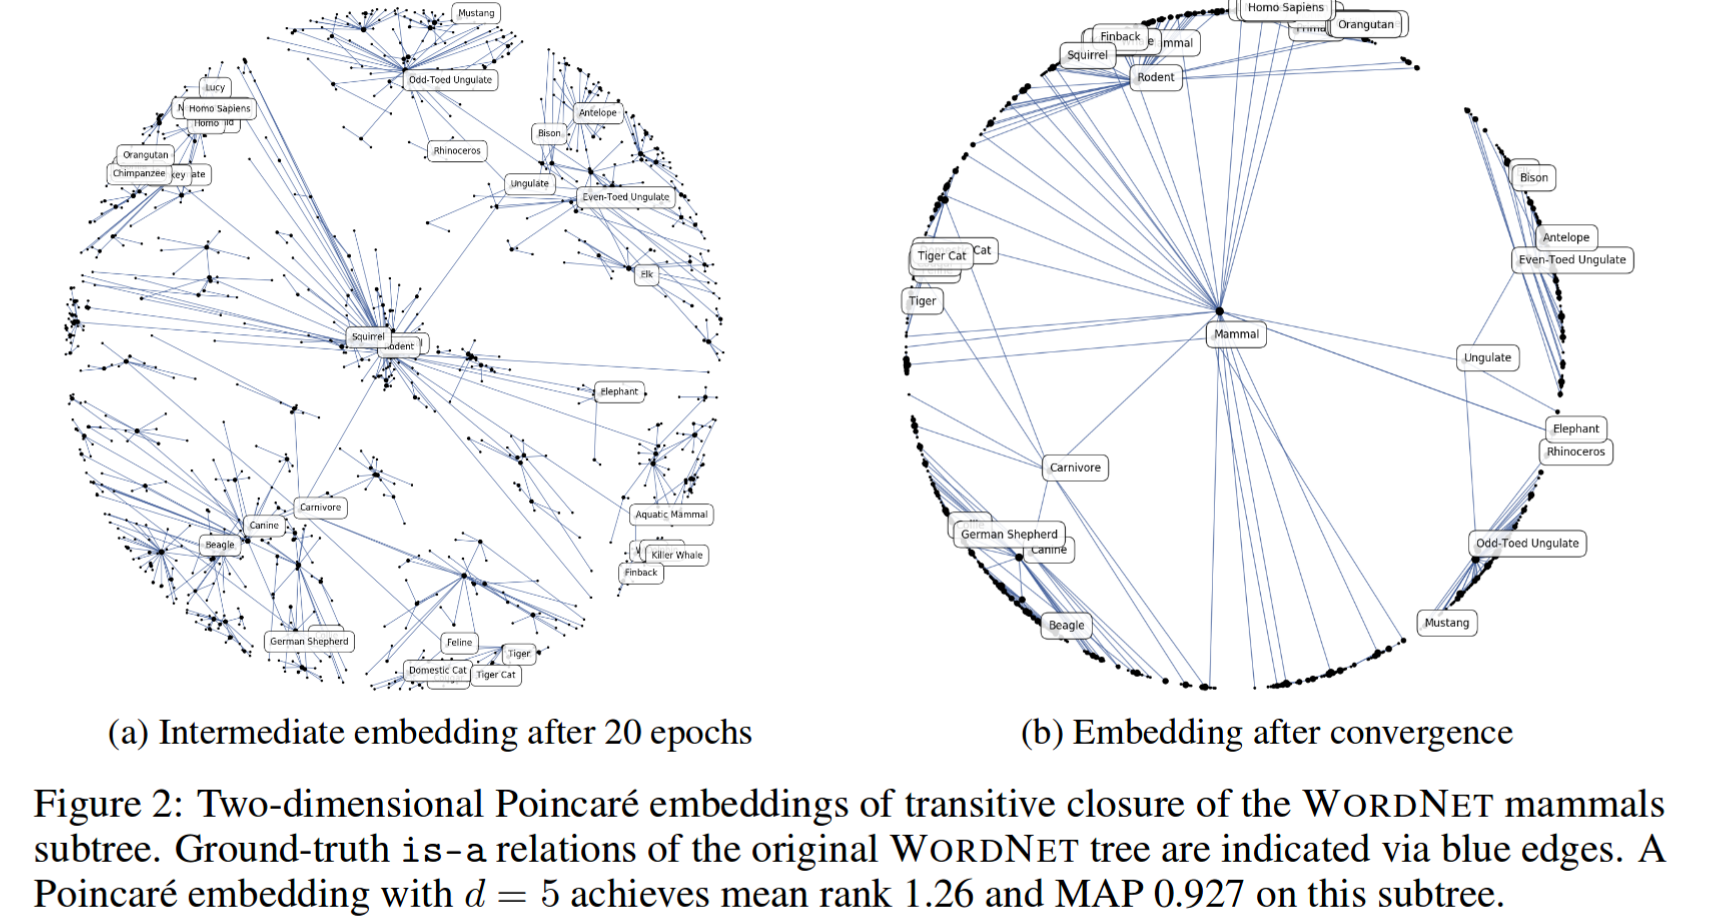 Mustang
Odd-Toed Ungulate
Lucy
Homo Sapiens
Homo
Antelope
Bison
Rhinoceros
Orangutan
Chimpanzee
Ungulate
Even-Toed Ungulate
Elk
Squirrel
Elephant
Carnivore
Canine
Beagle
Aquatic Mammal
Killer Whale
Finback
German Shepherd
Feline
Tiger
Domestic Cat
Tiger Cat
Homo Sapiens
Orangutan
Finback
Squirrel
Rodent
Bison
Antelope
Even-Toed Ungulate
Cat
Tiger Cat
Tiger
Mammal
Ungulate
Elephant
Rhinoceros
Carnivore
German Shepherd
Canine
Odd-Toed Ungulate
Beagle
Mustang
(a) Intermediate embedding after 20 epochs
(b) Embedding after convergence
Figure 2: Two-dimensional Poincaré embeddings of transitive closure of the WORDNET mammals
subtree. Ground-truth is-a relations of the original WORDNET tree are indicated via blue edges. A
Poincaré embedding with d = 5 achieves mean rank 1.26 and MAP 0.927 on this subtree.